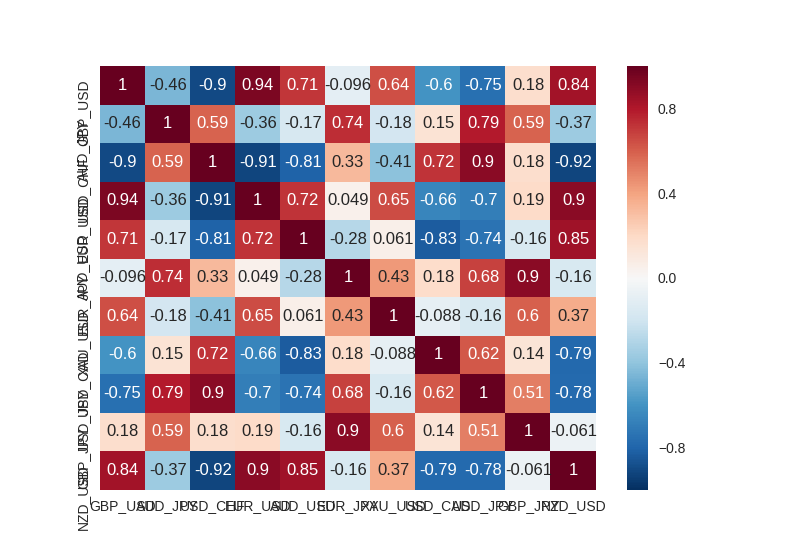 GBP_USD
1 -0.46 -0.9 0.94 0.71 -0.096 0.64 -0.6 -0.75 0.18 0.84
-0.46 1 0.59 -0.36 -0.17 0.74 -0.18 0.15 0.79 0.59 -0.37
-0.9 0.59 1 -0.91 -0.81 0.33 -0.41 0.72 0.9 0.18 -0.92
0.94 -0.36 -0.91 1 0.72 0.049 0.65 -0.66 -0.7 0.19 0.9
0.71 -0.17 -0.81 0.72 1 -0.28 0.061 -0.83 -0.74 -0.16 0.85
-0.096 0.74 0.33 0.049 -0.28 1 0.43 0.18 0.68 0.9 -0.16
0.64 -0.18 -0.41 0.65 0.061 0.43 1 -0.088 -0.16 0.6 0.37
-0.6 0.15 0.72 -0.66 -0.83 0.18 -0.088 1 0.62 0.14 -0.79
-0.75 0.79 0.9 -0.7 -0.74 0.68 -0.16 0.62 1 0.51 -0.78
0.18 0.59 0.18 0.19 -0.16 0.9 0.6 0.14 0.51 1 -0.061
0.84 -0.37 -0.92 0.9 0.85 -0.16 0.37 -0.79 -0.78 -0.061 1
NZD_USD
GBP_USD AUD_JPY USD_CHF EUR_USD AUD_USD EUR_JPY XAU_USD USD_CAD USD_JPY GBP_JPY NZD_USD
0.8
0.4
0.0
−0.4
−0.8